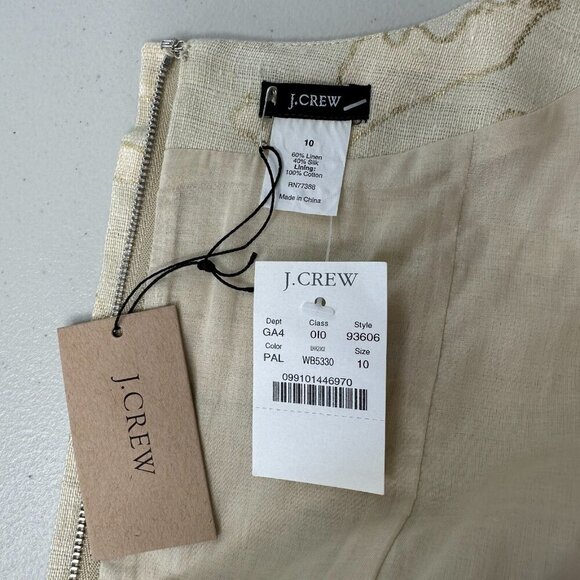 J.CREW
10
60% Linen
40% Silk
Lining:
100% Cotton
RN77388
Made in China
J.CREW
Dept Class Style
GA4 0I0 93606
Color Size
PAL WB5330 10
099101446970
J.CREW